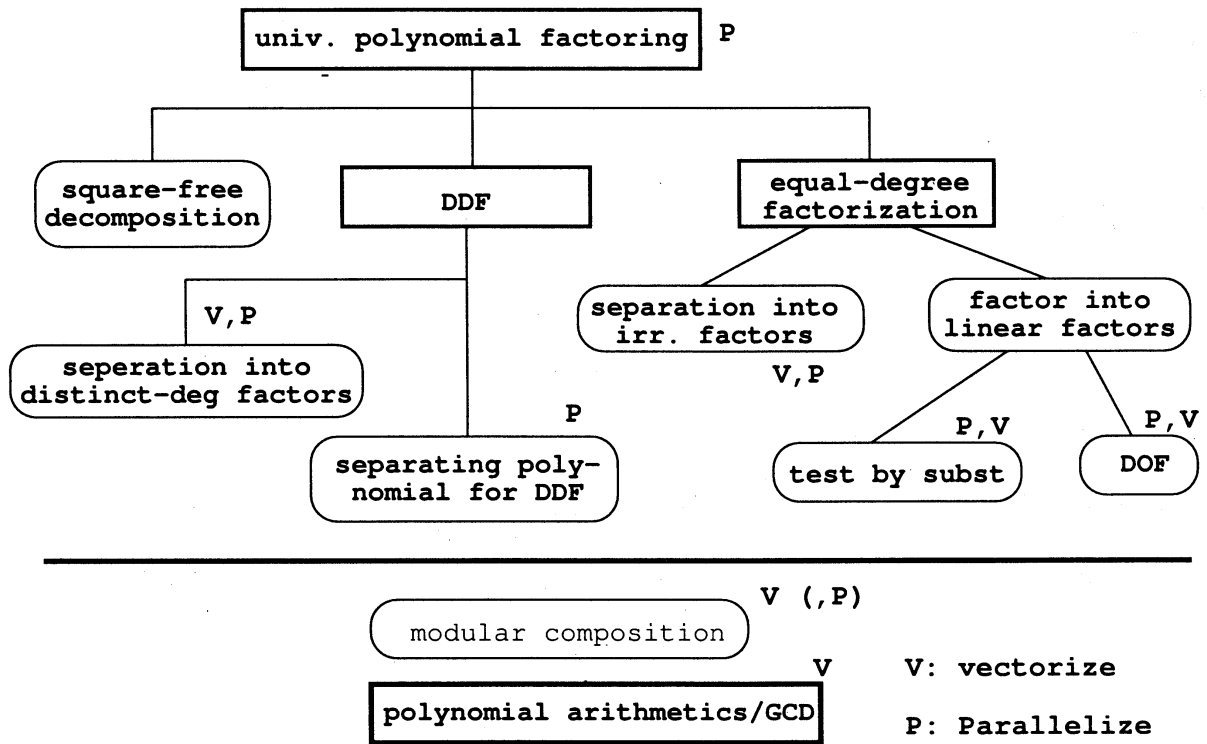 univ. polynomial factoring
P
square-free
decomposition
DDF
equal-degree
factorization
V,P
seperation into
distinct-deg factors
separation into
irr. factors
V,P
factor into
linear factors
P
separating poly-
nomial for DDF
P,V
test by subst
P,V
DOF
V (,P)
modular composition
V
polynomial arithmetics/GCD
V: vectorize
P: Parallelize